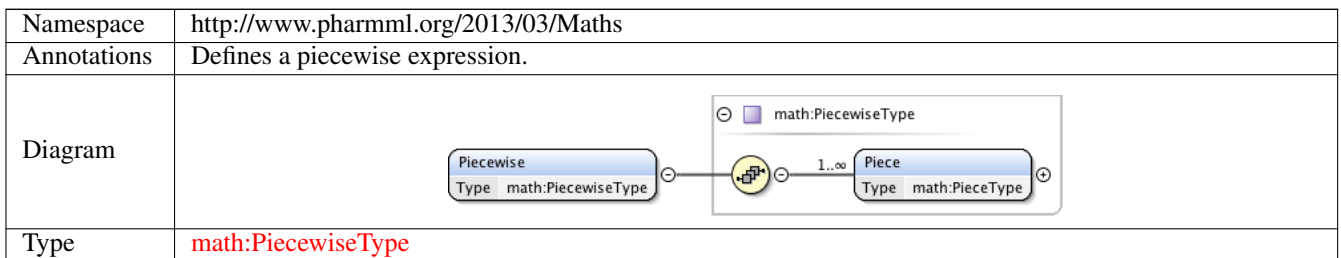 Namespace http://www.pharmml.org/2013/03/Maths
Annotations Defines a piecewise expression.
Diagram
math:PiecewiseType
Piecewise
Type math:PiecewiseType
1..∞
Piece
Type math:PieceType
Type math:PiecewiseType